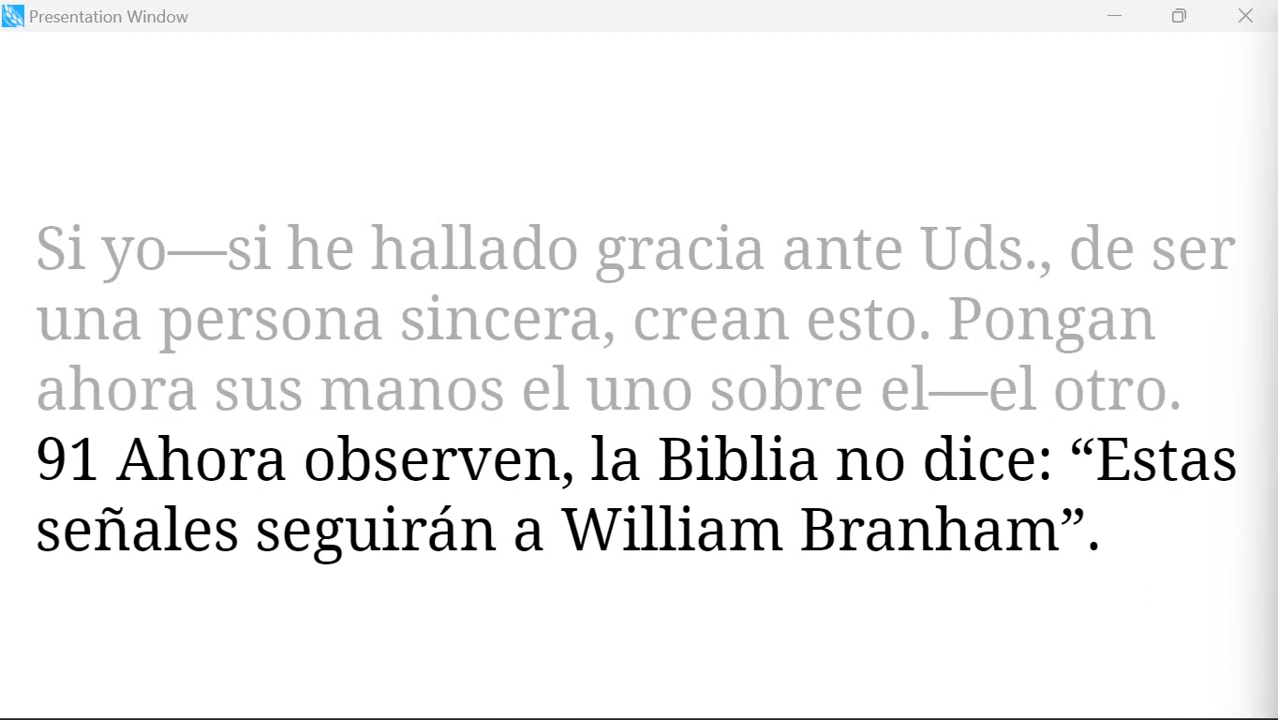 Presentation Window
Si yo—si he hallado gracia ante Uds., de ser
una persona sincera, crean esto. Pongan
ahora sus manos el uno sobre el—el otro.
91 Ahora observen, la Biblia no dice: “Estas
señales seguirán a William Branham”.